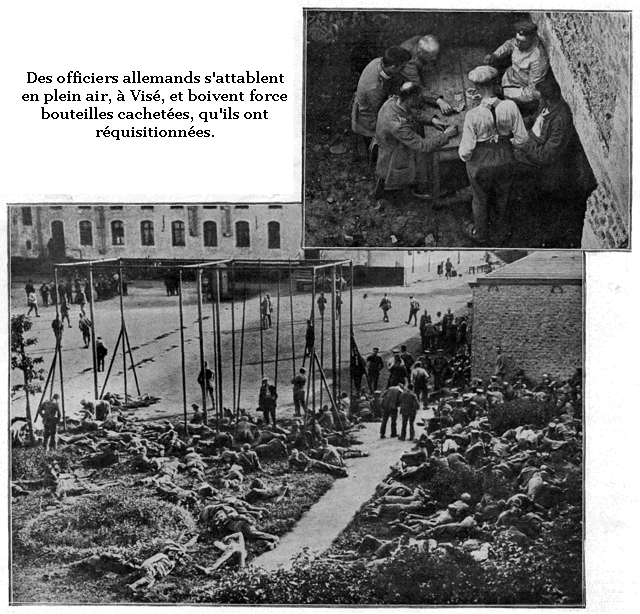 Des officiers allemands s'attablent
en plein air, à Visé, et boivent force
bouteilles cachetées, qu'ils ont
réquisitionnées.